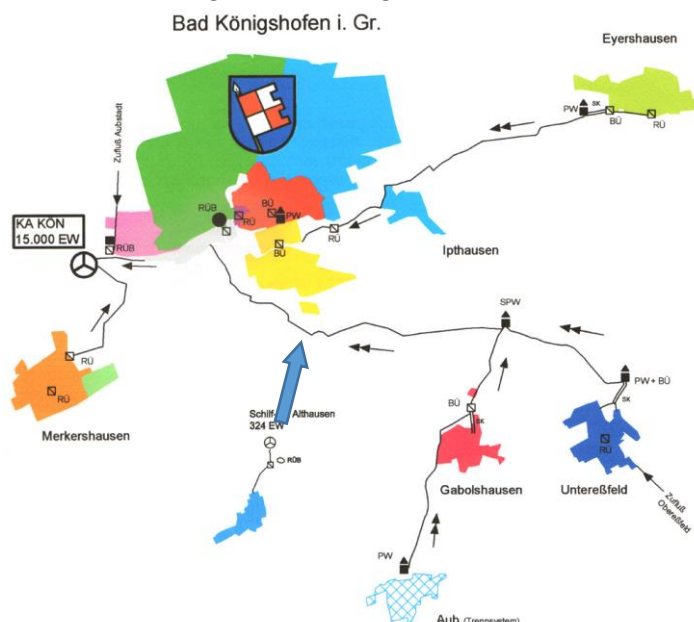 Bad Königshofen i. Gr.
Eyershausen
Zufluß Aubstadt
PW
SK
BÜ
RÜ
RÜB
BÜ
PW
RÜ
KA KÖN
15.000 EW
RÜB
BÜ
RÜ
Ipthausen
SPW
RÜ
RÜ
Merkershausen
PW + BÜ
SK
BÜ
SK
RÜ
Schilf-
Althausen
324 EW
RÜB
Gabolshausen
Untereßfeld
Zufluß
Obereßfeld
PW
Aub (Trennsystem)